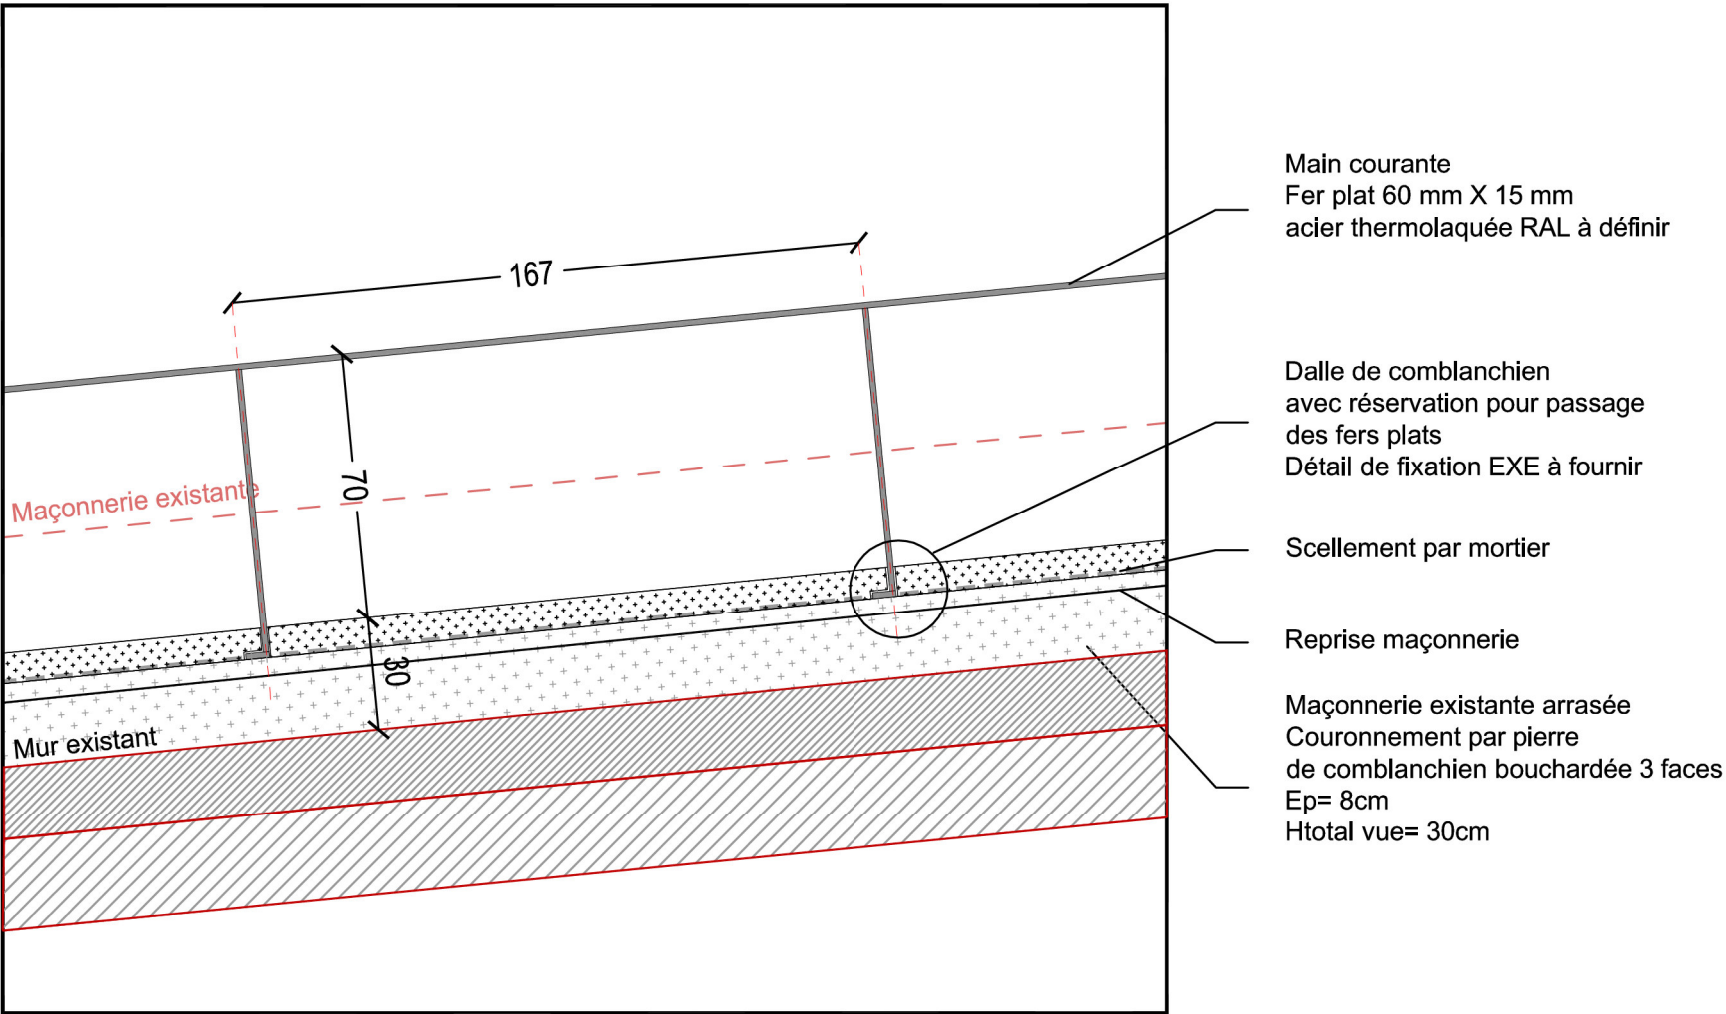 Main courante
Fer plat 60 mm X 15 mm
acier thermolaquée RAL à définir
167
Dalle de comblanchien
avec réservation pour passage
des fers plats
Détail de fixation EXE à fournir
70
Maçonnerie existante
Scellement par mortier
Reprise maçonnerie
30
Mur existant
Maçonnerie existante arrasée
Couronnement par pierre
de comblanchien bouchardée 3 faces
Ep= 8cm
Htotal vue= 30cm